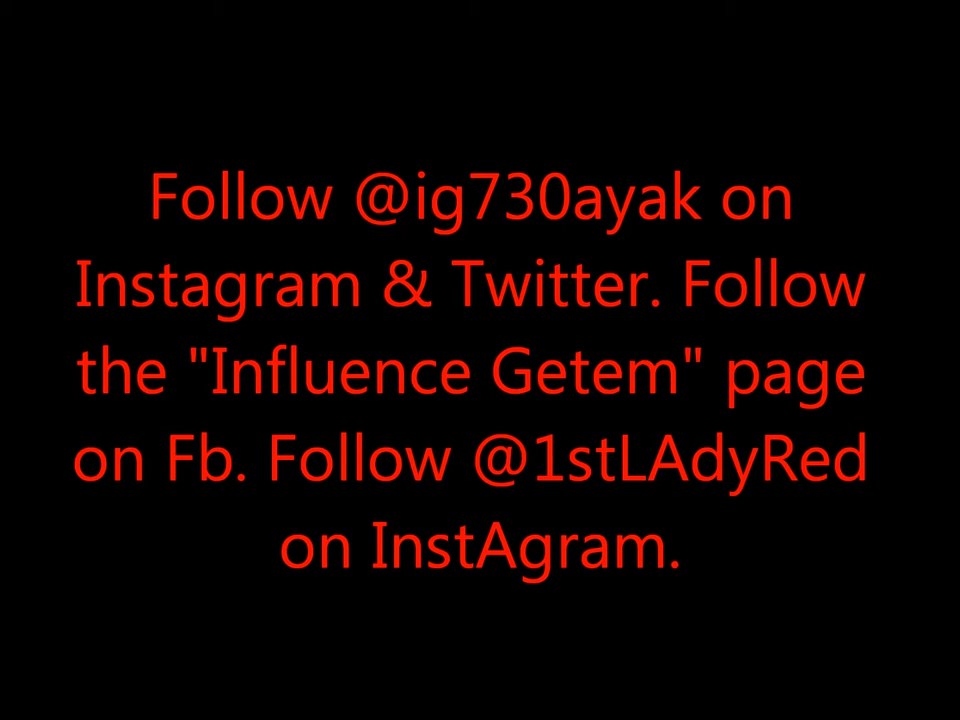 Follow @ig730ayak on
Instagram & Twitter. Follow
the "Influence Getem" page
on Fb. Follow @1stLAdyRed
on InstAgram.